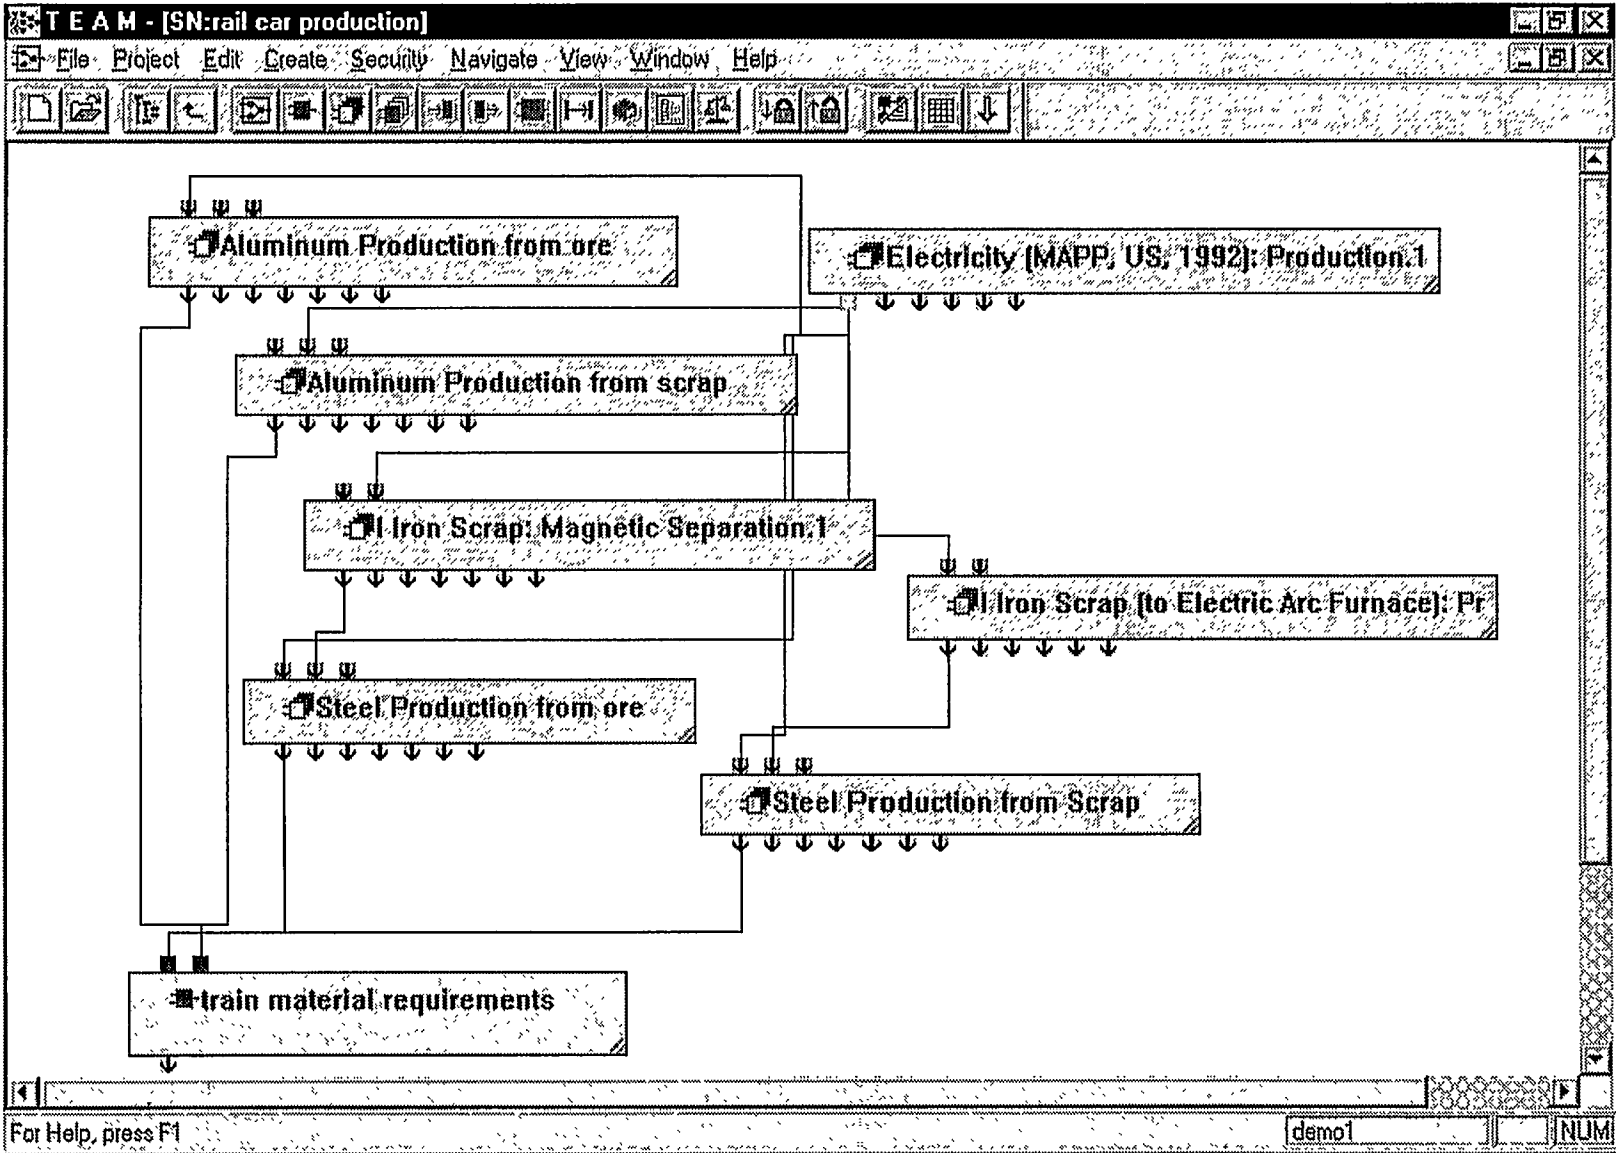 T E A M - [SN:rail car production]
File Project Edit Create Security Navigate View Window Help
Aluminum Production from ore
Electricity (MAPP, US, 1992): Production.1
Aluminum Production from scrap
I Iron Scrap: Magnetic Separation.1
I Iron Scrap (to Electric Arc Furnace): Pr
Steel Production from ore
Steel Production from Scrap
train material requirements
For Help, press F1
demo1
NUM